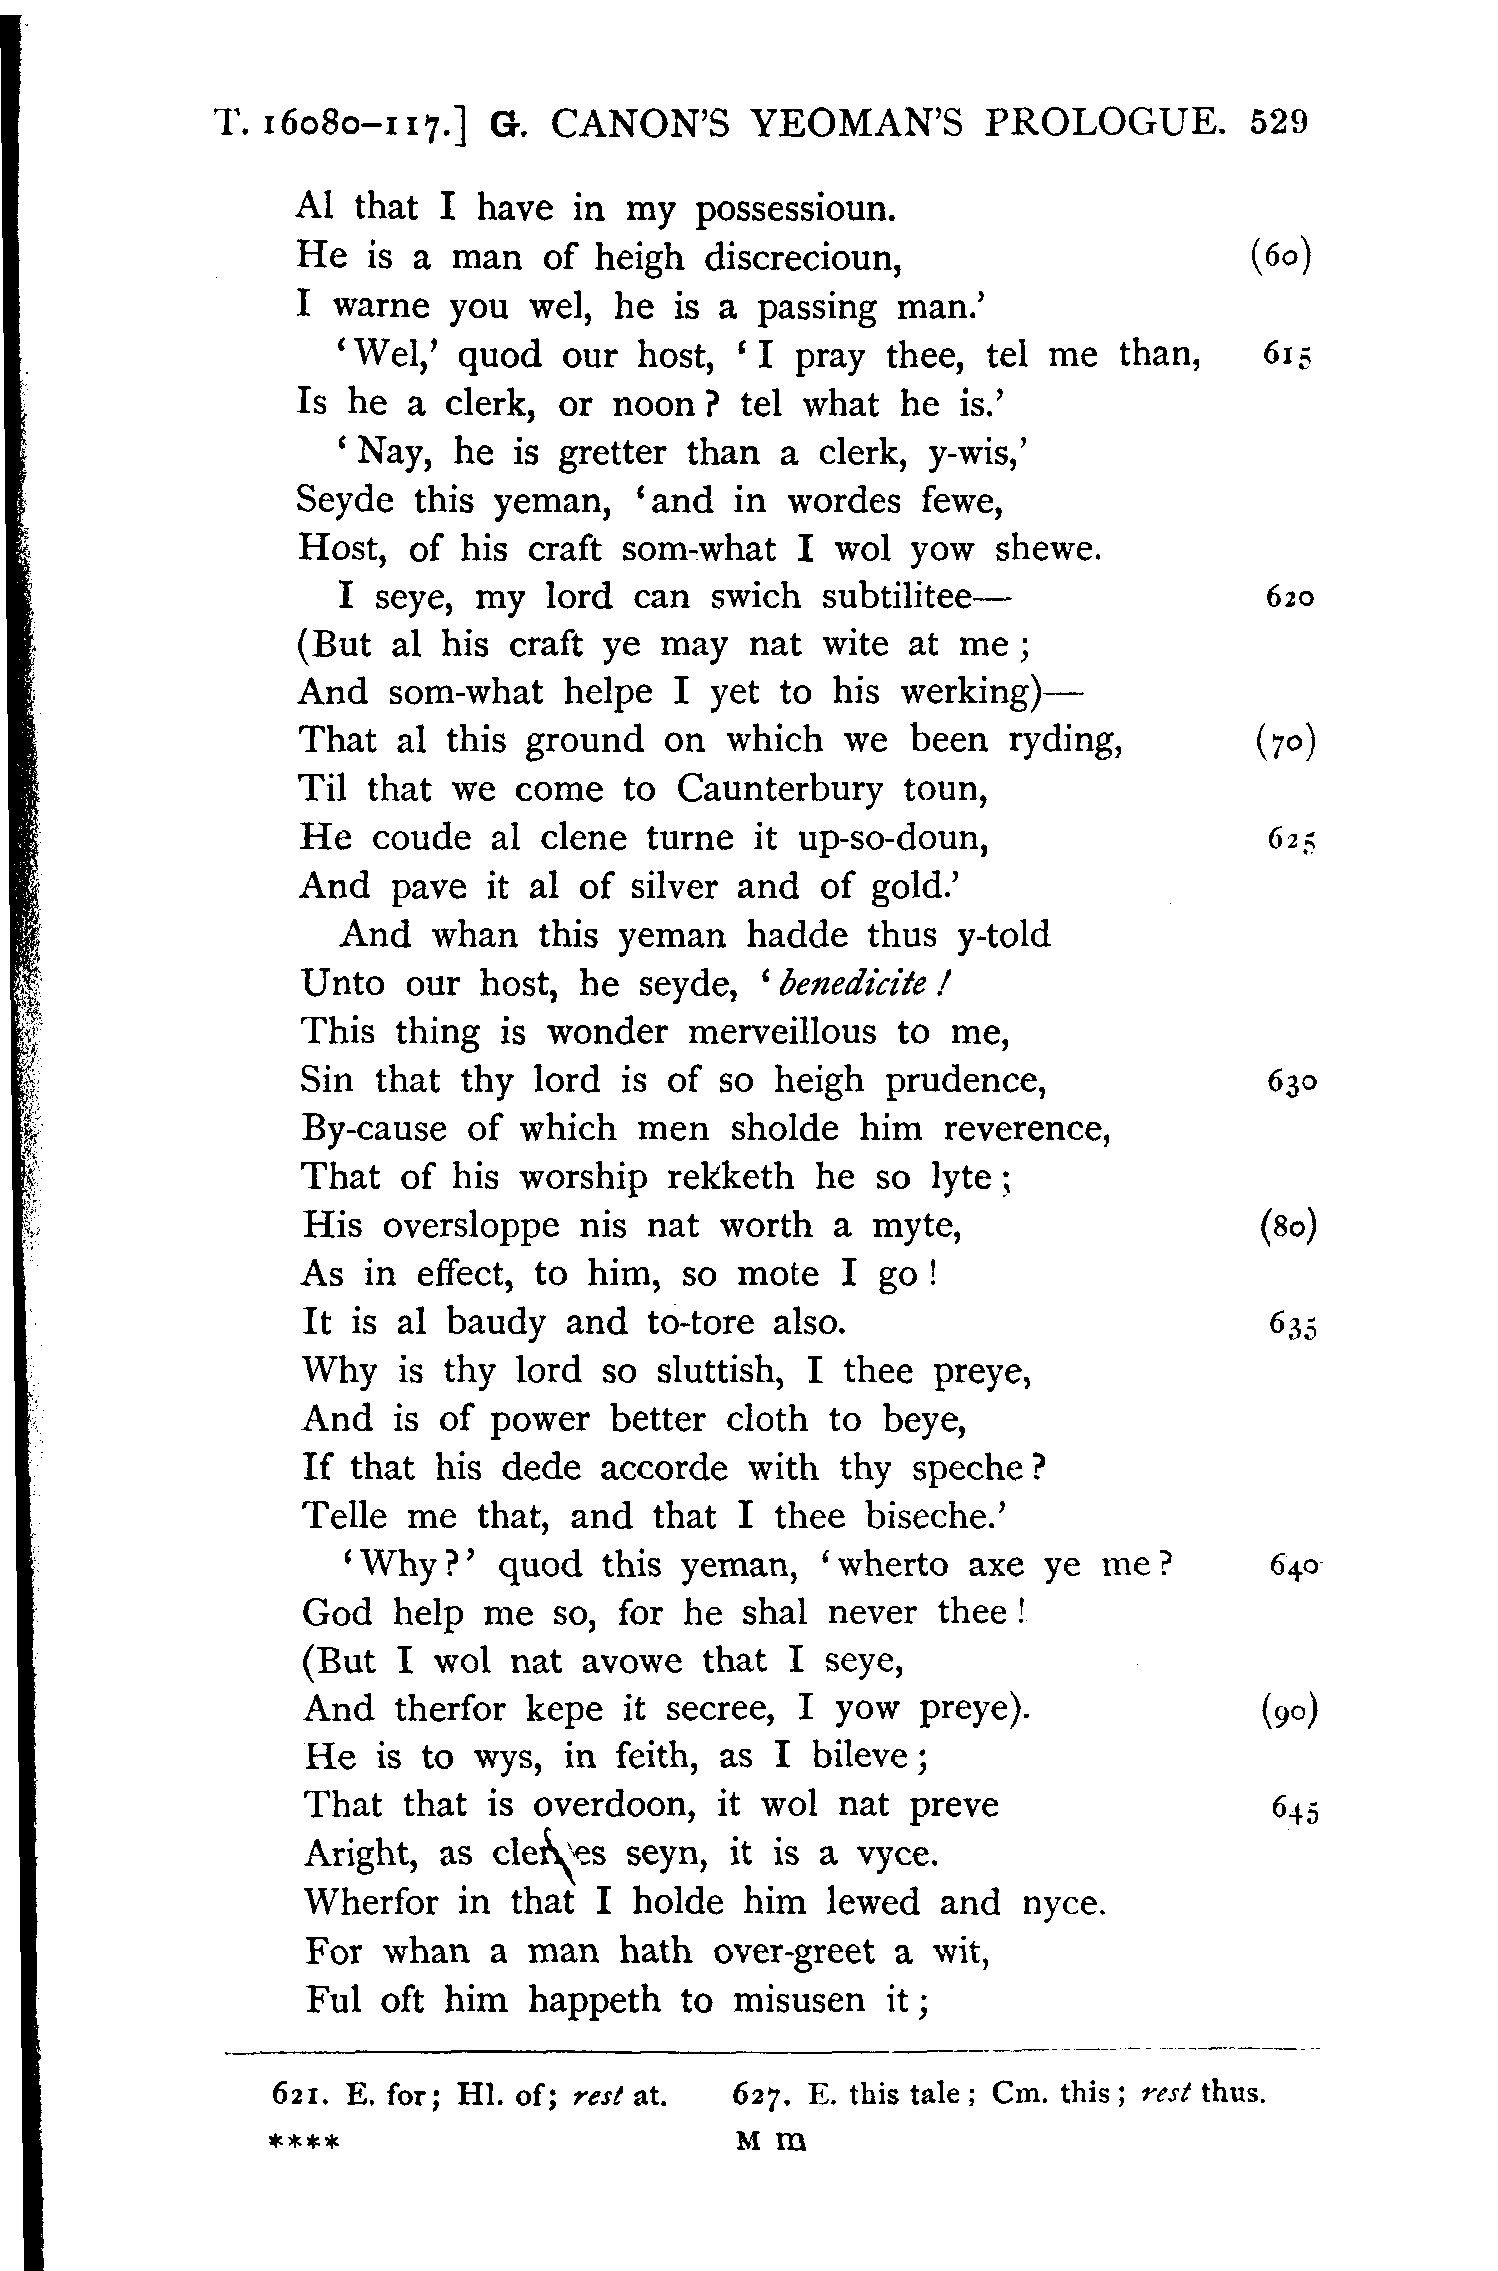 T. 16080–117.] G. CANON'S YEOMAN'S PROLOGUE. 529
Al that I have in my possessioun.
He is a man of heigh discrecioun, (60)
I warne you wel, he is a passing man.’
‘Wel,’ quod our host, ‘I pray thee, tel me than, 615
Is he a clerk, or noon? tel what he is.’
‘Nay, he is gretter than a clerk, y-wis,’
Seyde this yeman, ‘and in wordes fewe,
Host, of his craft som-what I wol yow shewe.
I seye, my lord can swich subtilitee— 620
(But al his craft ye may nat wite at me;
And som-what helpe I yet to his werking)—
That al this ground on which we been ryding, (70)
Til that we come to Caunterbury toun,
He coude al clene turne it up-so-doun, 625
And pave it al of silver and of gold.’
And whan this yeman hadde thus y-told
Unto our host, he seyde, ‘benedicite!
This thing is wonder merveillous to me,
Sin that thy lord is of so heigh prudence, 630
By-cause of which men sholde him reverence,
That of his worship rekketh he so lyte;
His oversloppe nis nat worth a myte, (80)
As in effect, to him, so mote I go!
It is al baudy and to-tore also. 635
Why is thy lord so sluttish, I thee preye,
And is of power better cloth to beye,
If that his dede accorde with thy speche?
Telle me that, and that I thee biseche.’
‘Why?’ quod this yeman, ‘wherto axe ye me? 640
God help me so, for he shal never thee!
(But I wol nat avowe that I seye,
And therfor kepe it secree, I yow preye). (90)
He is to wys, in feith, as I bileve;
That that is overdoon, it wol nat preve 645
Aright, as clerkes seyn, it is a vyce.
Wherfor in that I holde him lewed and nyce.
For whan a man hath over-greet a wit,
Ful oft him happeth to misusen it;
621. E. for; Hl. of; rest at. 627. E. this tale; Cm. this; rest thus.
**** M m